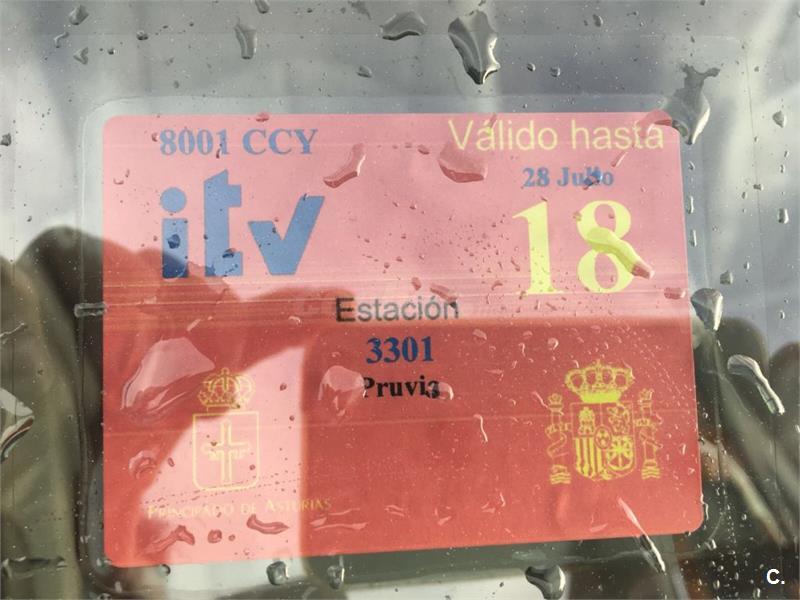 8001 CCY
Válido hasta
28 Julio
itv
18
Estación
3301
Pruvia
PRINCIPADO DE ASTURIAS
C.